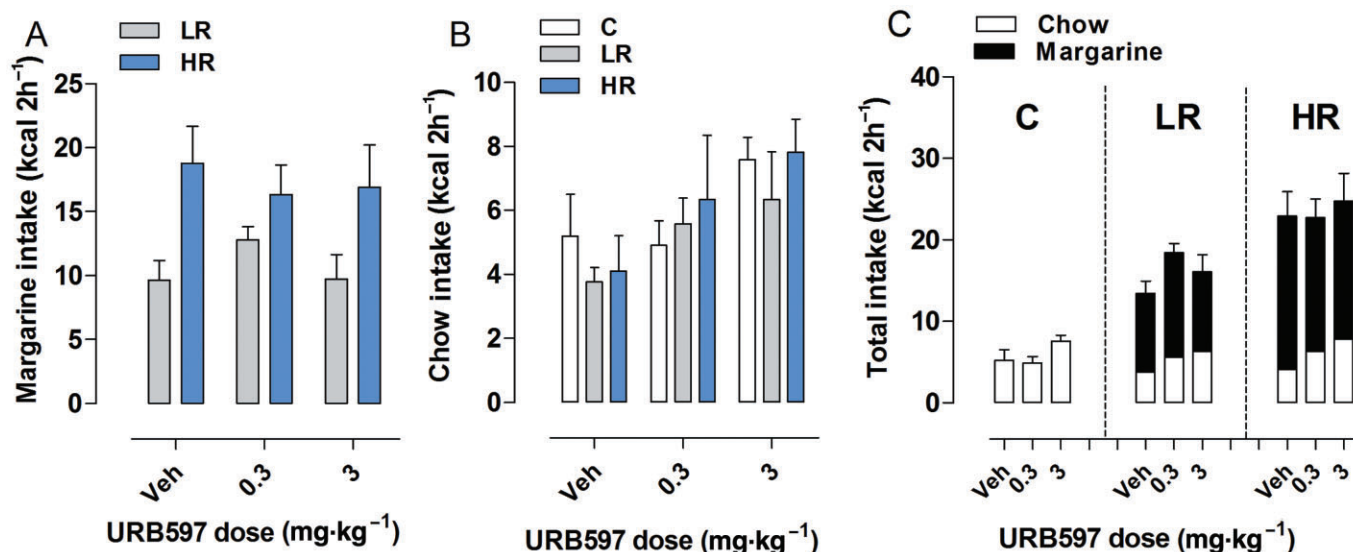 A
LR
HR
Margarine intake (kcal 2h⁻¹)
25
20
15
10
5
0
Veh
0.3
3
URB597 dose (mg·kg⁻¹)
B
C
LR
HR
Chow intake (kcal 2h⁻¹)
10
8
6
4
2
0
Veh
0.3
3
URB597 dose (mg·kg⁻¹)
C
Chow
Margarine
Total intake (kcal 2h⁻¹)
40
30
20
10
0
C
LR
HR
Veh
0.3
3
Veh
0.3
3
Veh
0.3
3
URB597 dose (mg·kg⁻¹)